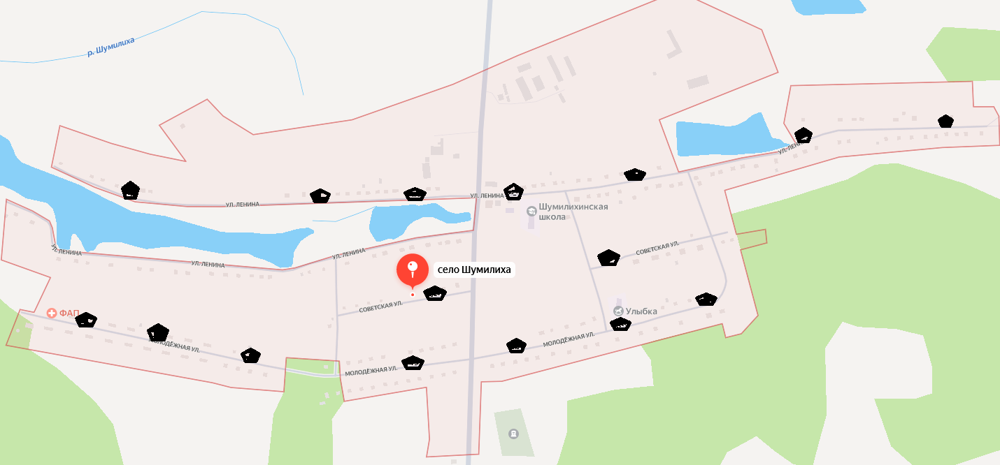 р. Шумилиха
УЛ. ЛЕНИНА
УЛ. ЛЕНИНА
УЛ. ЛЕНИНА
Шумилихинская
школа
УЛ. ЛЕНИНА
УЛ. ЛЕНИНА
УЛ. ЛЕНИНА
СОВЕТСКАЯ УЛ.
село Шумилиха
СОВЕТСКАЯ УЛ.
ФАП
Улыбка
МОЛОДЁЖНАЯ УЛ.
МОЛОДЁЖНАЯ УЛ.
МОЛОДЁЖНАЯ УЛ.